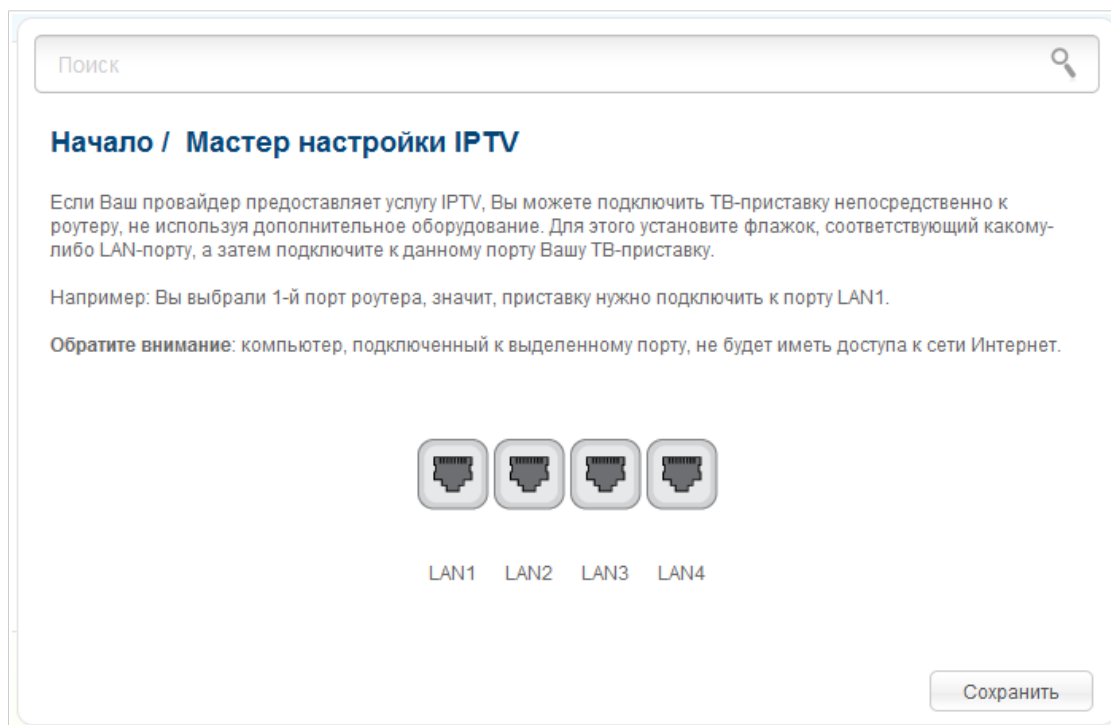 Поиск
Начало / Мастер настройки IPTV
Если Ваш провайдер предоставляет услугу IPTV, Вы можете подключить ТВ-приставку непосредственно к
роутеру, не используя дополнительное оборудование. Для этого установите флажок, соответствующий какому-
либо LAN-порту, а затем подключите к данному порту Вашу ТВ-приставку.
Например: Вы выбрали 1-й порт роутера, значит, приставку нужно подключить к порту LAN1.
Обратите внимание: компьютер, подключенный к выделенному порту, не будет иметь доступа к сети Интернет.
LAN1 LAN2 LAN3 LAN4
Сохранить